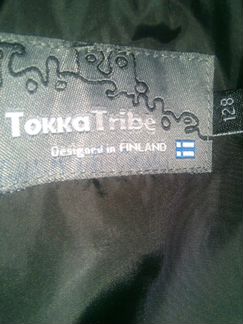 TOKKATribe
Designed in FINLAND
128